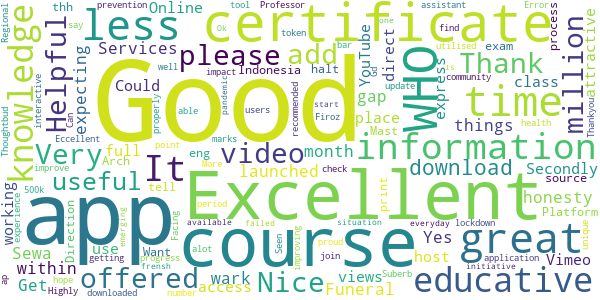 Regional
Thoughtbud
thh
prevention
Online
tool
Professor
say
Ok
assistant
Error
one
find
process
less
certificate
knowledge
Helpful
Services
interactive
Can
Could
expecting
Eccellent
please
add
Good
impact
Indonesia
pandemic
token
bar
users
halt
YouTube
well
able
properly
recommended
utilised
Gd
direct
update
community
WHO
express
is
Thank
exam
class
gap
million
attractive
Thankyou
Very
It
full
Arch
eng
video
month
launched
tell
start
Firoz
marks
check
place
Mast
time
things
health
information
Secondly
source
500k
improve
experience
useful
point
Excellent
download
print
honesty
Platform
unique
working
Sewa
within
Get
Direction
use
Want
energizing
app
course
More
period
Facing
wark
access
offered
Nice
alot
Seen
views
Funeral
improving
available
failed
situation
proud
join
Yes
host
Vimeo
everyday
lockdown
great
educative
application
initiative
Suberb
ap
getting
progress
hope
frensh
Highly
downloaded
number